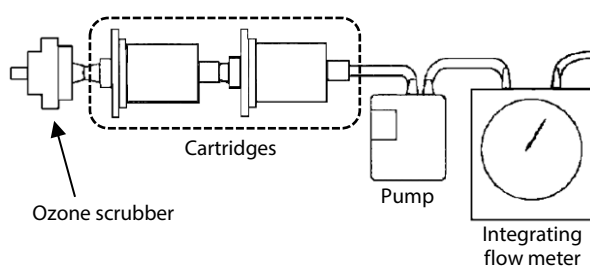 Cartridges
Ozone scrubber
Pump
Integrating
flow meter